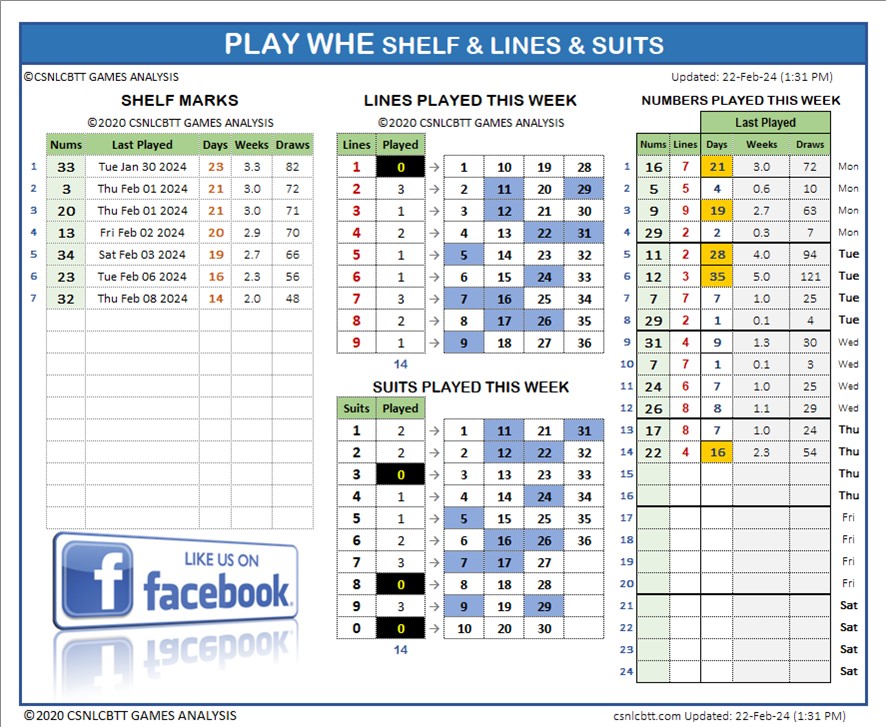 PLAY WHE SHELF & LINES & SUITS
©CSNLCBTT GAMES ANALYSIS
Updated: 22-Feb-24 (1:31 PM)
SHELF MARKS
©2020 CSNLCBTT GAMES ANALYSIS
Nums Last Played Days Weeks Draws
1 33 Tue Jan 30 2024 23 3.3 82
2 3 Thu Feb 01 2024 21 3.0 72
3 20 Thu Feb 01 2024 21 3.0 71
4 13 Fri Feb 02 2024 20 2.9 70
5 34 Sat Feb 03 2024 19 2.7 66
6 23 Tue Feb 06 2024 16 2.3 56
7 32 Thu Feb 08 2024 14 2.0 48
LIKE US ON
facebook
LINES PLAYED THIS WEEK
©2020 CSNLCBTT GAMES ANALYSIS
Lines Played
1 0 → 1 10 19 28
2 3 → 2 11 20 29
3 1 → 3 12 21 30
4 2 → 4 13 22 31
5 1 → 5 14 23 32
6 1 → 6 15 24 33
7 3 → 7 16 25 34
8 2 → 8 17 26 35
9 1 → 9 18 27 36
14
SUITS PLAYED THIS WEEK
Suits Played
1 2 → 1 11 21 31
2 2 → 2 12 22 32
3 0 → 3 13 23 33
4 1 → 4 14 24 34
5 1 → 5 15 25 35
6 2 → 6 16 26 36
7 3 → 7 17 27
8 0 → 8 18 28
9 3 → 9 19 29
0 0 → 10 20 30
14
NUMBERS PLAYED THIS WEEK
Last Played
Nums Lines Days Weeks Draws
1 16 7 21 3.0 72 Mon
2 5 5 4 0.6 10 Mon
3 9 9 19 2.7 63 Mon
4 29 2 2 0.3 7 Mon
5 11 2 28 4.0 94 Tue
6 12 3 35 5.0 121 Tue
7 7 7 7 1.0 25 Tue
8 29 2 1 0.1 4 Tue
9 31 4 9 1.3 30 Wed
10 7 7 1 0.1 3 Wed
11 24 6 7 1.0 25 Wed
12 26 8 8 1.1 29 Wed
13 17 8 7 1.0 24 Thu
14 22 4 16 2.3 54 Thu
15 Thu
16 Thu
17 Fri
18 Fri
19 Fri
20 Fri
21 Sat
22 Sat
23 Sat
24 Sat
©2020 CSNLCBTT GAMES ANALYSIS
csnlcbtt.com Updated: 22-Feb-24 (1:31 PM)